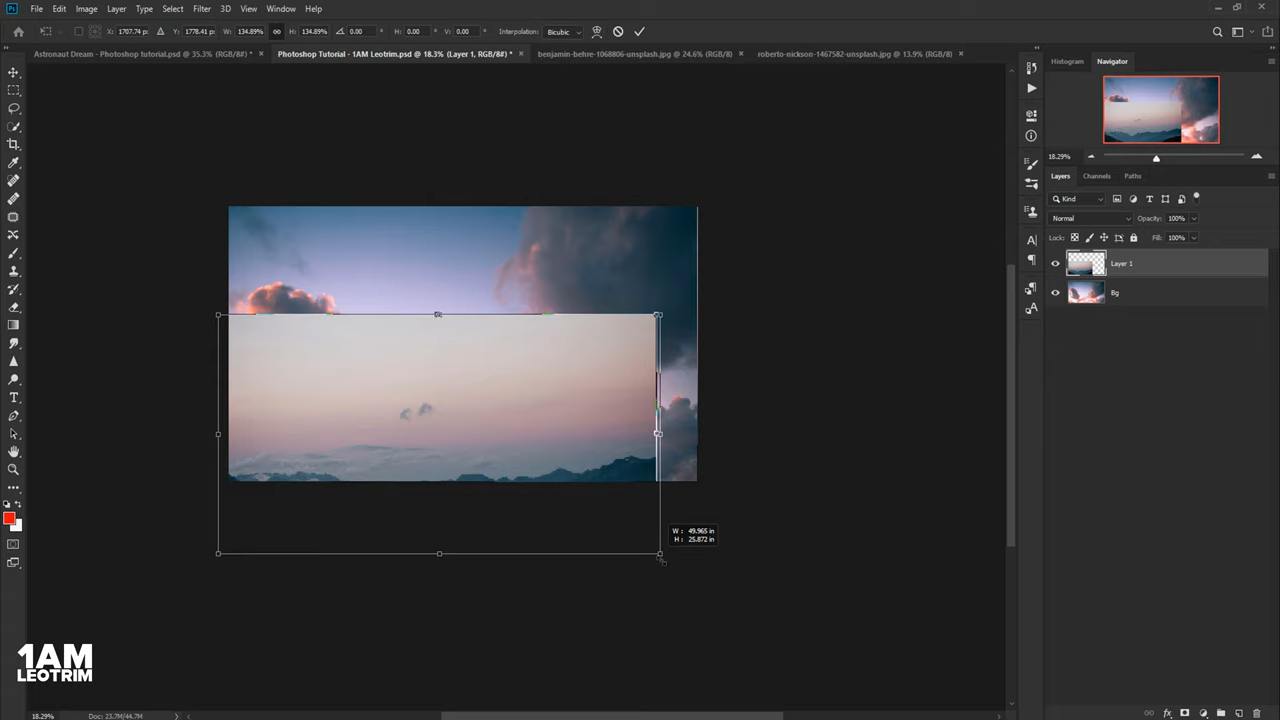 Ps File Edit Image Layer Type Select Filter 3D View Window Help
X: 1707.74 px Y: 1778.41 px W: 134.89% H: 134.89% 0.00 H: 0.00 V: 0.00 Interpolation: Bicubic
Astronaut Dream - Photoshop tutorial.psd @ 35.3% (RGB/8#) * × Photoshop Tutorial - 1AM Leotrim.psd @ 18.3% (Layer 1, RGB/8#) * × benjamin-behre-1068806-unsplash.jpg @ 24.6% (RGB/8) × roberto-nickson-1467582-unsplash.jpg @ 13.9% (RGB/8) ×
Histogram Navigator
18.29%
Layers Channels Paths
Kind
Normal Opacity: 100%
Lock: Fill: 100%
Layer 1
Bg
W : 49.965 in
H : 25.872 in
1AM
LEOTRIM
18.29% Doc: 23.7M/44.7M